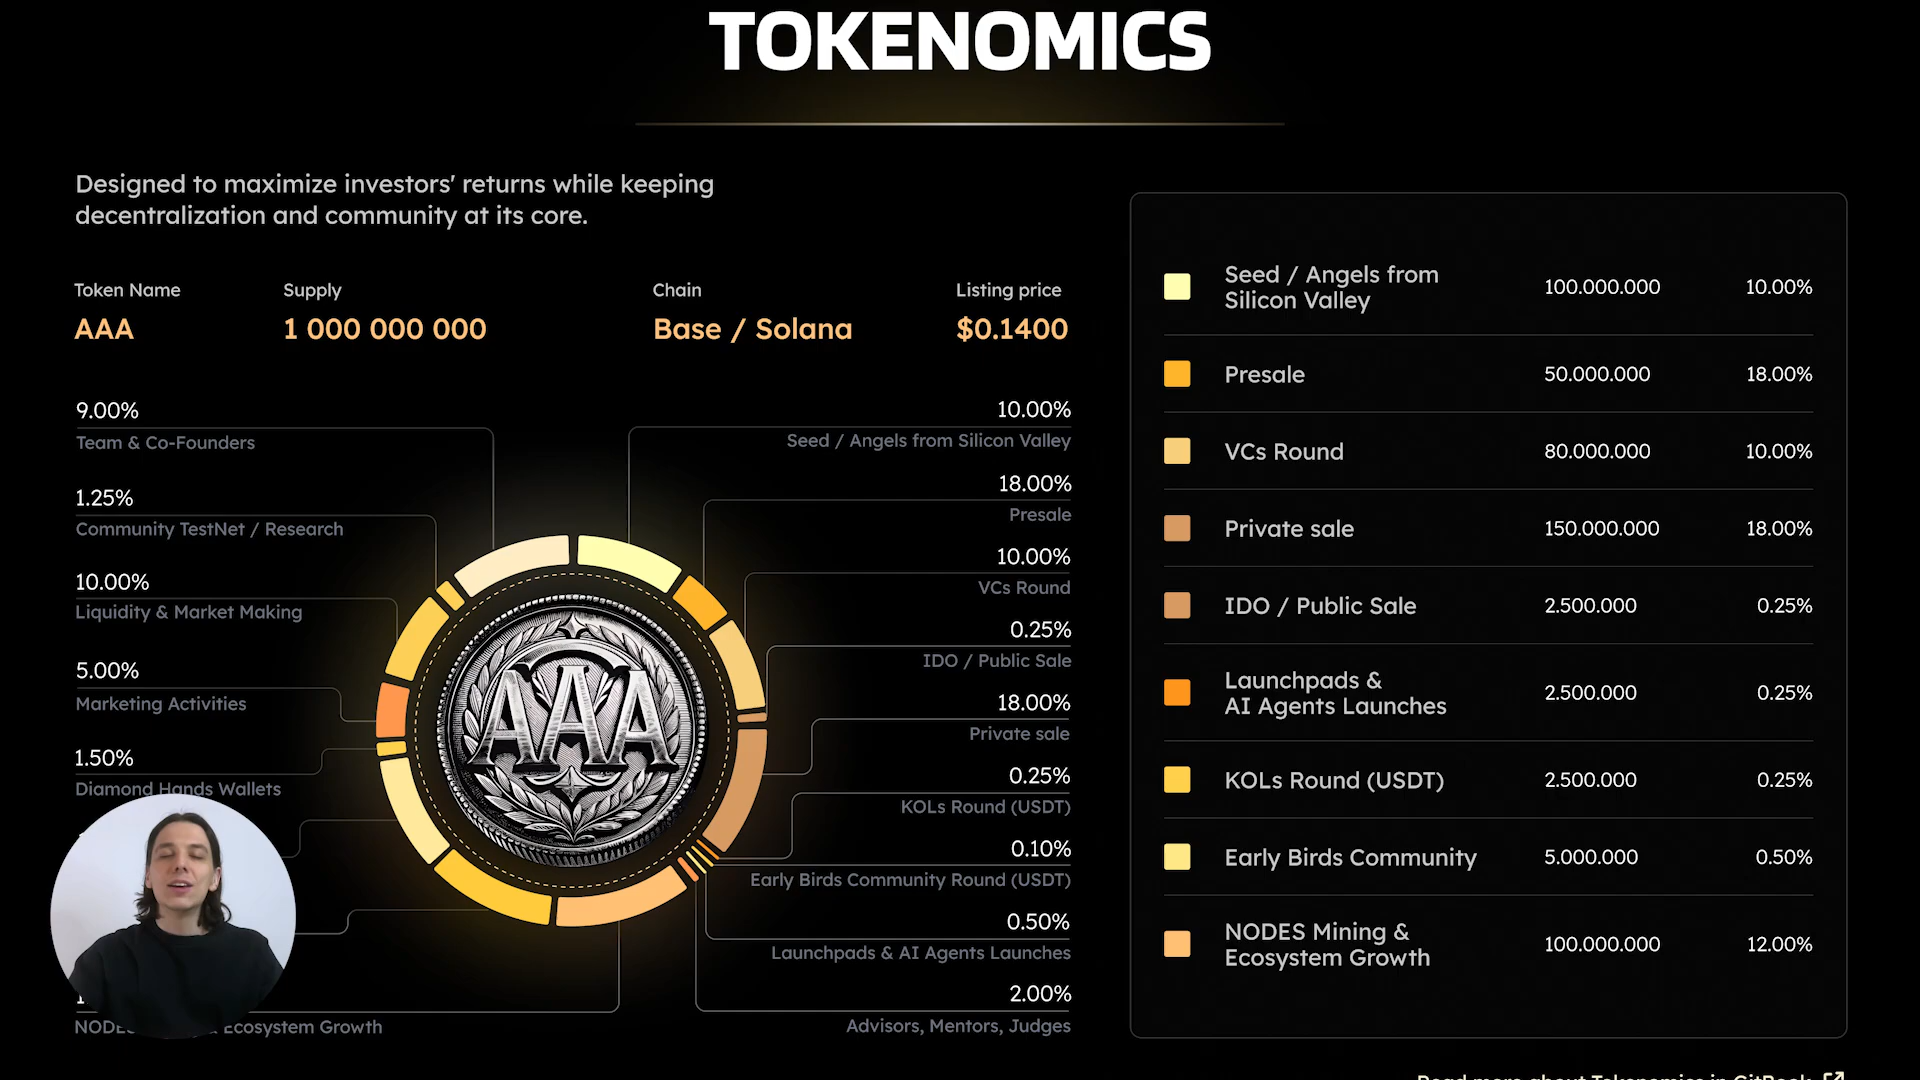 TOKENOMICS
Designed to maximize investors' returns while keeping
decentralization and community at its core.
Token Name
AAA
Supply
1 000 000 000
Chain
Base / Solana
Listing price
$0.1400
9.00%
Team & Co-Founders
1.25%
Community TestNet / Research
10.00%
Liquidity & Market Making
5.00%
Marketing Activities
1.50%
Diamond Hands Wallets
Ecosystem Growth
AAA
10.00%
Seed / Angels from Silicon Valley
18.00%
Presale
10.00%
VCs Round
0.25%
IDO / Public Sale
18.00%
Private sale
0.25%
KOLs Round (USDT)
0.10%
Early Birds Community Round (USDT)
0.50%
Launchpads & AI Agents Launches
2.00%
Advisors, Mentors, Judges
Seed / Angels from
Silicon Valley
100.000.000
10.00%
Presale
50.000.000
18.00%
VCs Round
80.000.000
10.00%
Private sale
150.000.000
18.00%
IDO / Public Sale
2.500.000
0.25%
Launchpads &
AI Agents Launches
2.500.000
0.25%
KOLs Round (USDT)
2.500.000
0.25%
Early Birds Community
5.000.000
0.50%
NODES Mining &
Ecosystem Growth
100.000.000
12.00%
Read more about Tokenomics in GitBook